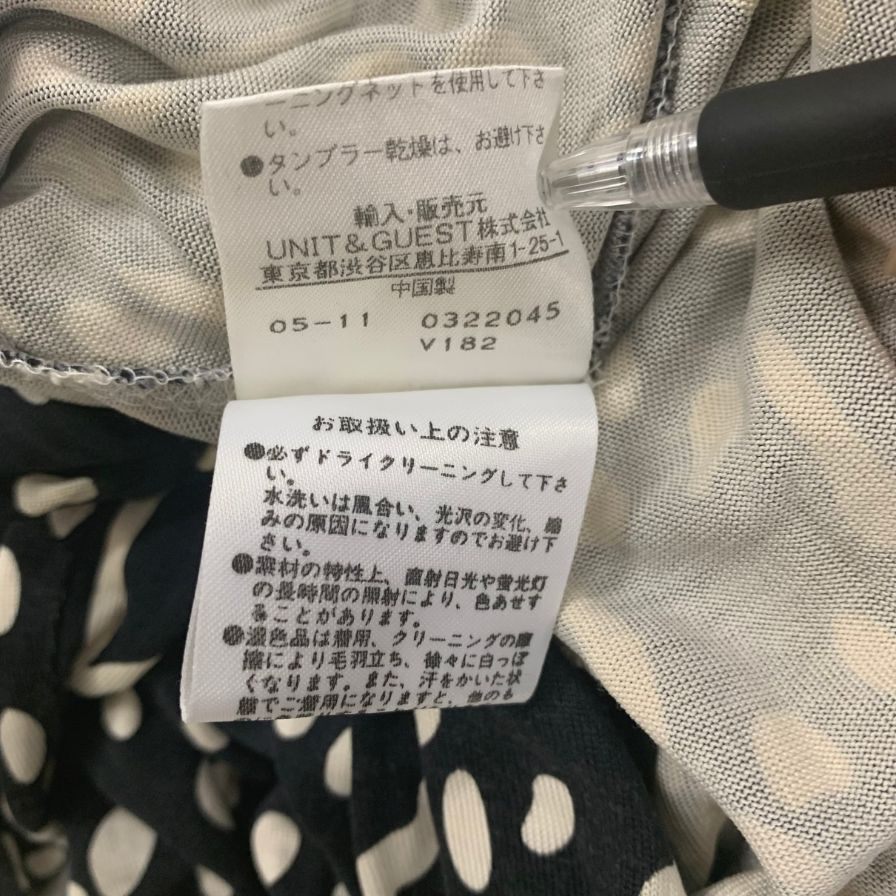 ーニングネットを使用して下さ
い。
●タンブラー乾燥は、お避け下さ
い。
輸入・販売元
UNIT&GUEST株式会社
東京都渋谷区恵比寿南1-25-1
中国製
05-11 0322045
V182
お取扱い上の注意
●必ずドライクリーニングして下さ
い。
水洗いは風合い、光沢の変化、縮
みの原因になりますのでお避け下
さい。
●素材の特性上、直射日光や蛍光灯
の長時間の照射により、色あせす
ることがあります。
●濃色品は着用、クリーニングの摩
擦により毛羽立ち、徐々に白っぽ
くなります。また、汗をかいた状
態でご着用になりますと、他のも